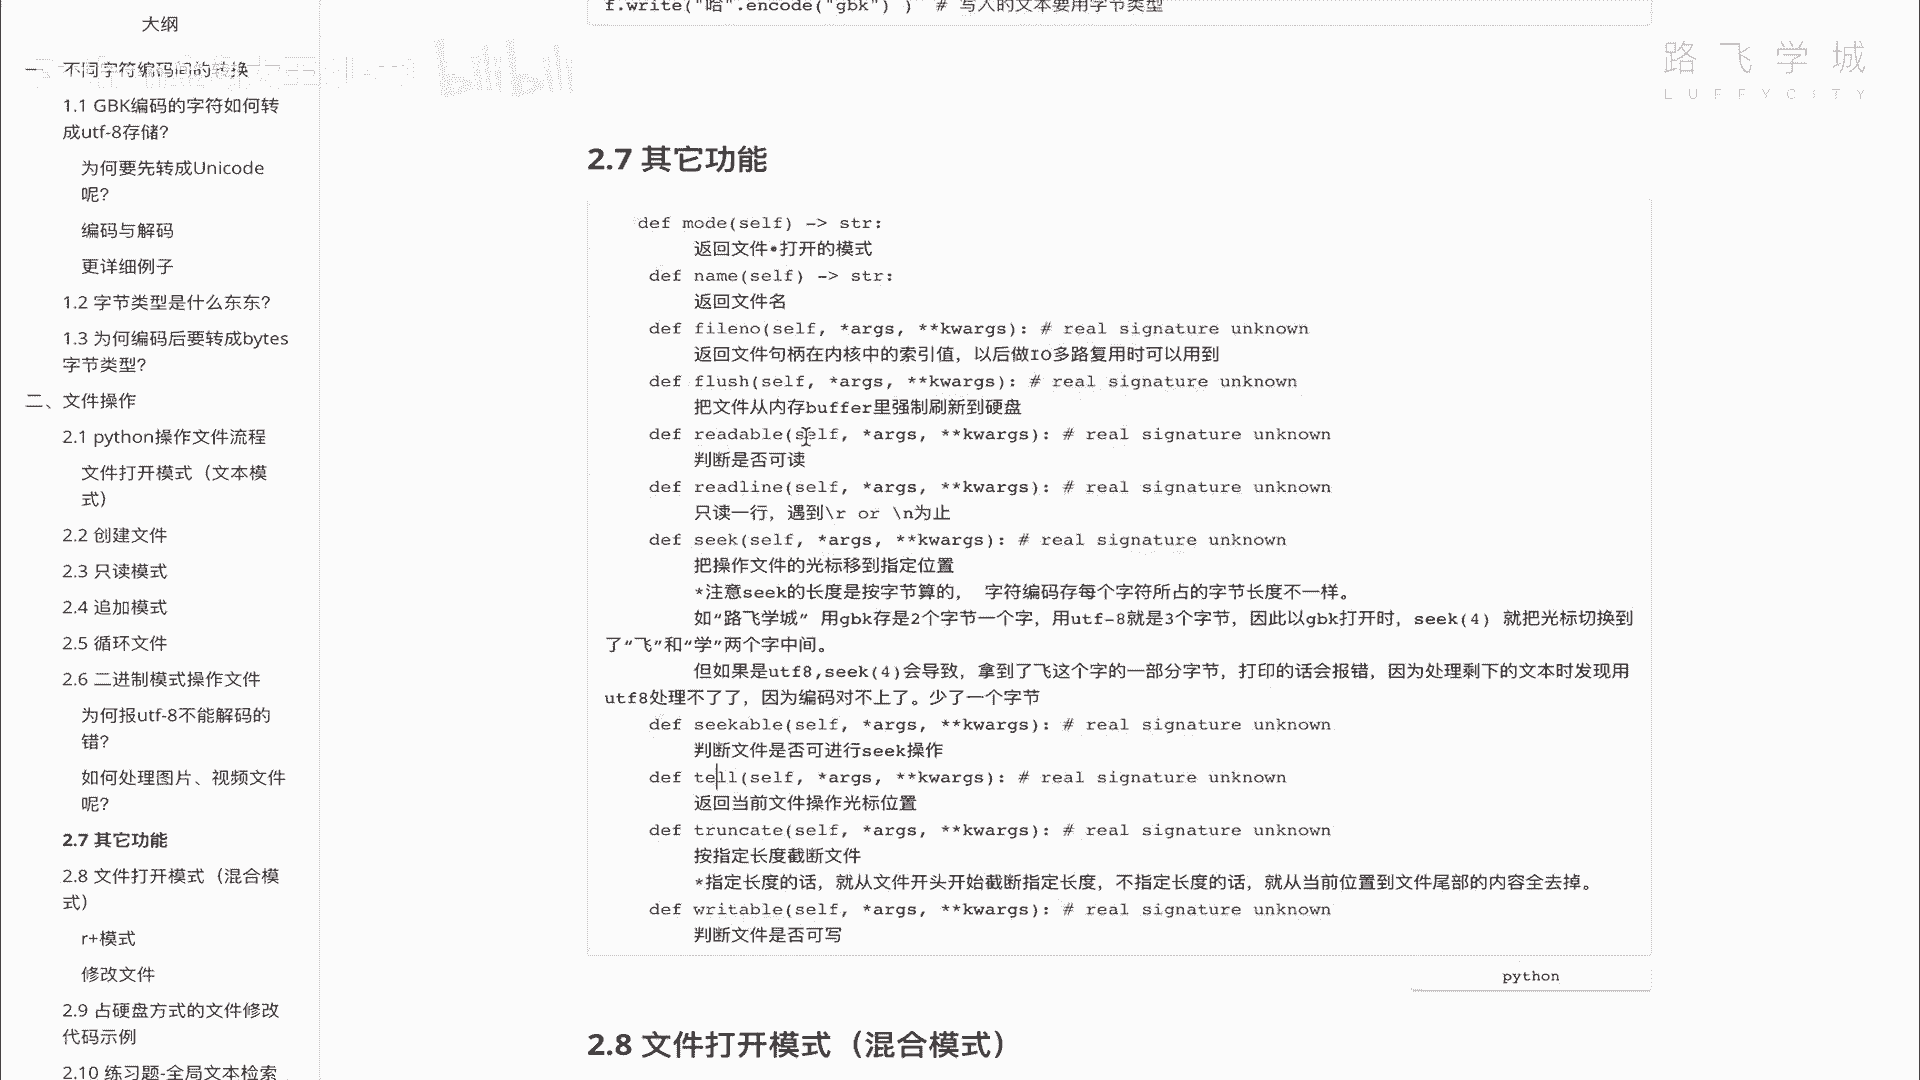 大纲
一、不同字符编码间的转换
1.1 GBK编码的字符如何转
成utf-8存储?
为何要先转成Unicode
呢?
编码与解码
更详细例子
1.2 字节类型是什么东东?
1.3 为何编码后要转成bytes
字节类型?
二、文件操作
2.1 python操作文件流程
文件打开模式（文本模
式）
2.2 创建文件
2.3 只读模式
2.4 追加模式
2.5 循环文件
2.6 二进制模式操作文件
为何报utf-8不能解码的
错?
如何处理图片、视频文件
呢?
2.7 其它功能
2.8 文件打开模式（混合模
式）
r+模式
修改文件
2.9 占硬盘方式的文件修改
代码示例
2.10 练习题-全局文本检索
bilibili
路飞学城
LUFFYCITY
f.write("哈".encode("gbk") ) # 写入的文本要用字节类型
2.7 其它功能
def mode(self) -> str:
返回文件•打开的模式
def name(self) -> str:
返回文件名
def fileno(self, *args, **kwargs): # real signature unknown
返回文件句柄在内核中的索引值，以后做IO多路复用时可以用到
def flush(self, *args, **kwargs): # real signature unknown
把文件从内存buffer里强制刷新到硬盘
def readable(self, *args, **kwargs): # real signature unknown
判断是否可读
def readline(self, *args, **kwargs): # real signature unknown
只读一行，遇到\r or \n为止
def seek(self, *args, **kwargs): # real signature unknown
把操作文件的光标移到指定位置
*注意seek的长度是按字节算的， 字符编码存每个字符所占的字节长度不一样。
如“路飞学城” 用gbk存是2个字节一个字，用utf-8就是3个字节，因此以gbk打开时，seek(4) 就把光标切换到
了“飞”和“学”两个字中间。
但如果是utf8,seek(4)会导致，拿到了飞这个字的一部分字节，打印的话会报错，因为处理剩下的文本时发现用
utf8处理不了了，因为编码对不上了。少了一个字节
def seekable(self, *args, **kwargs): # real signature unknown
判断文件是否可进行seek操作
def tell(self, *args, **kwargs): # real signature unknown
返回当前文件操作光标位置
def truncate(self, *args, **kwargs): # real signature unknown
按指定长度截断文件
*指定长度的话，就从文件开头开始截断指定长度，不指定长度的话，就从当前位置到文件尾部的内容全去掉。
def writable(self, *args, **kwargs): # real signature unknown
判断文件是否可写
python
2.8 文件打开模式（混合模式）